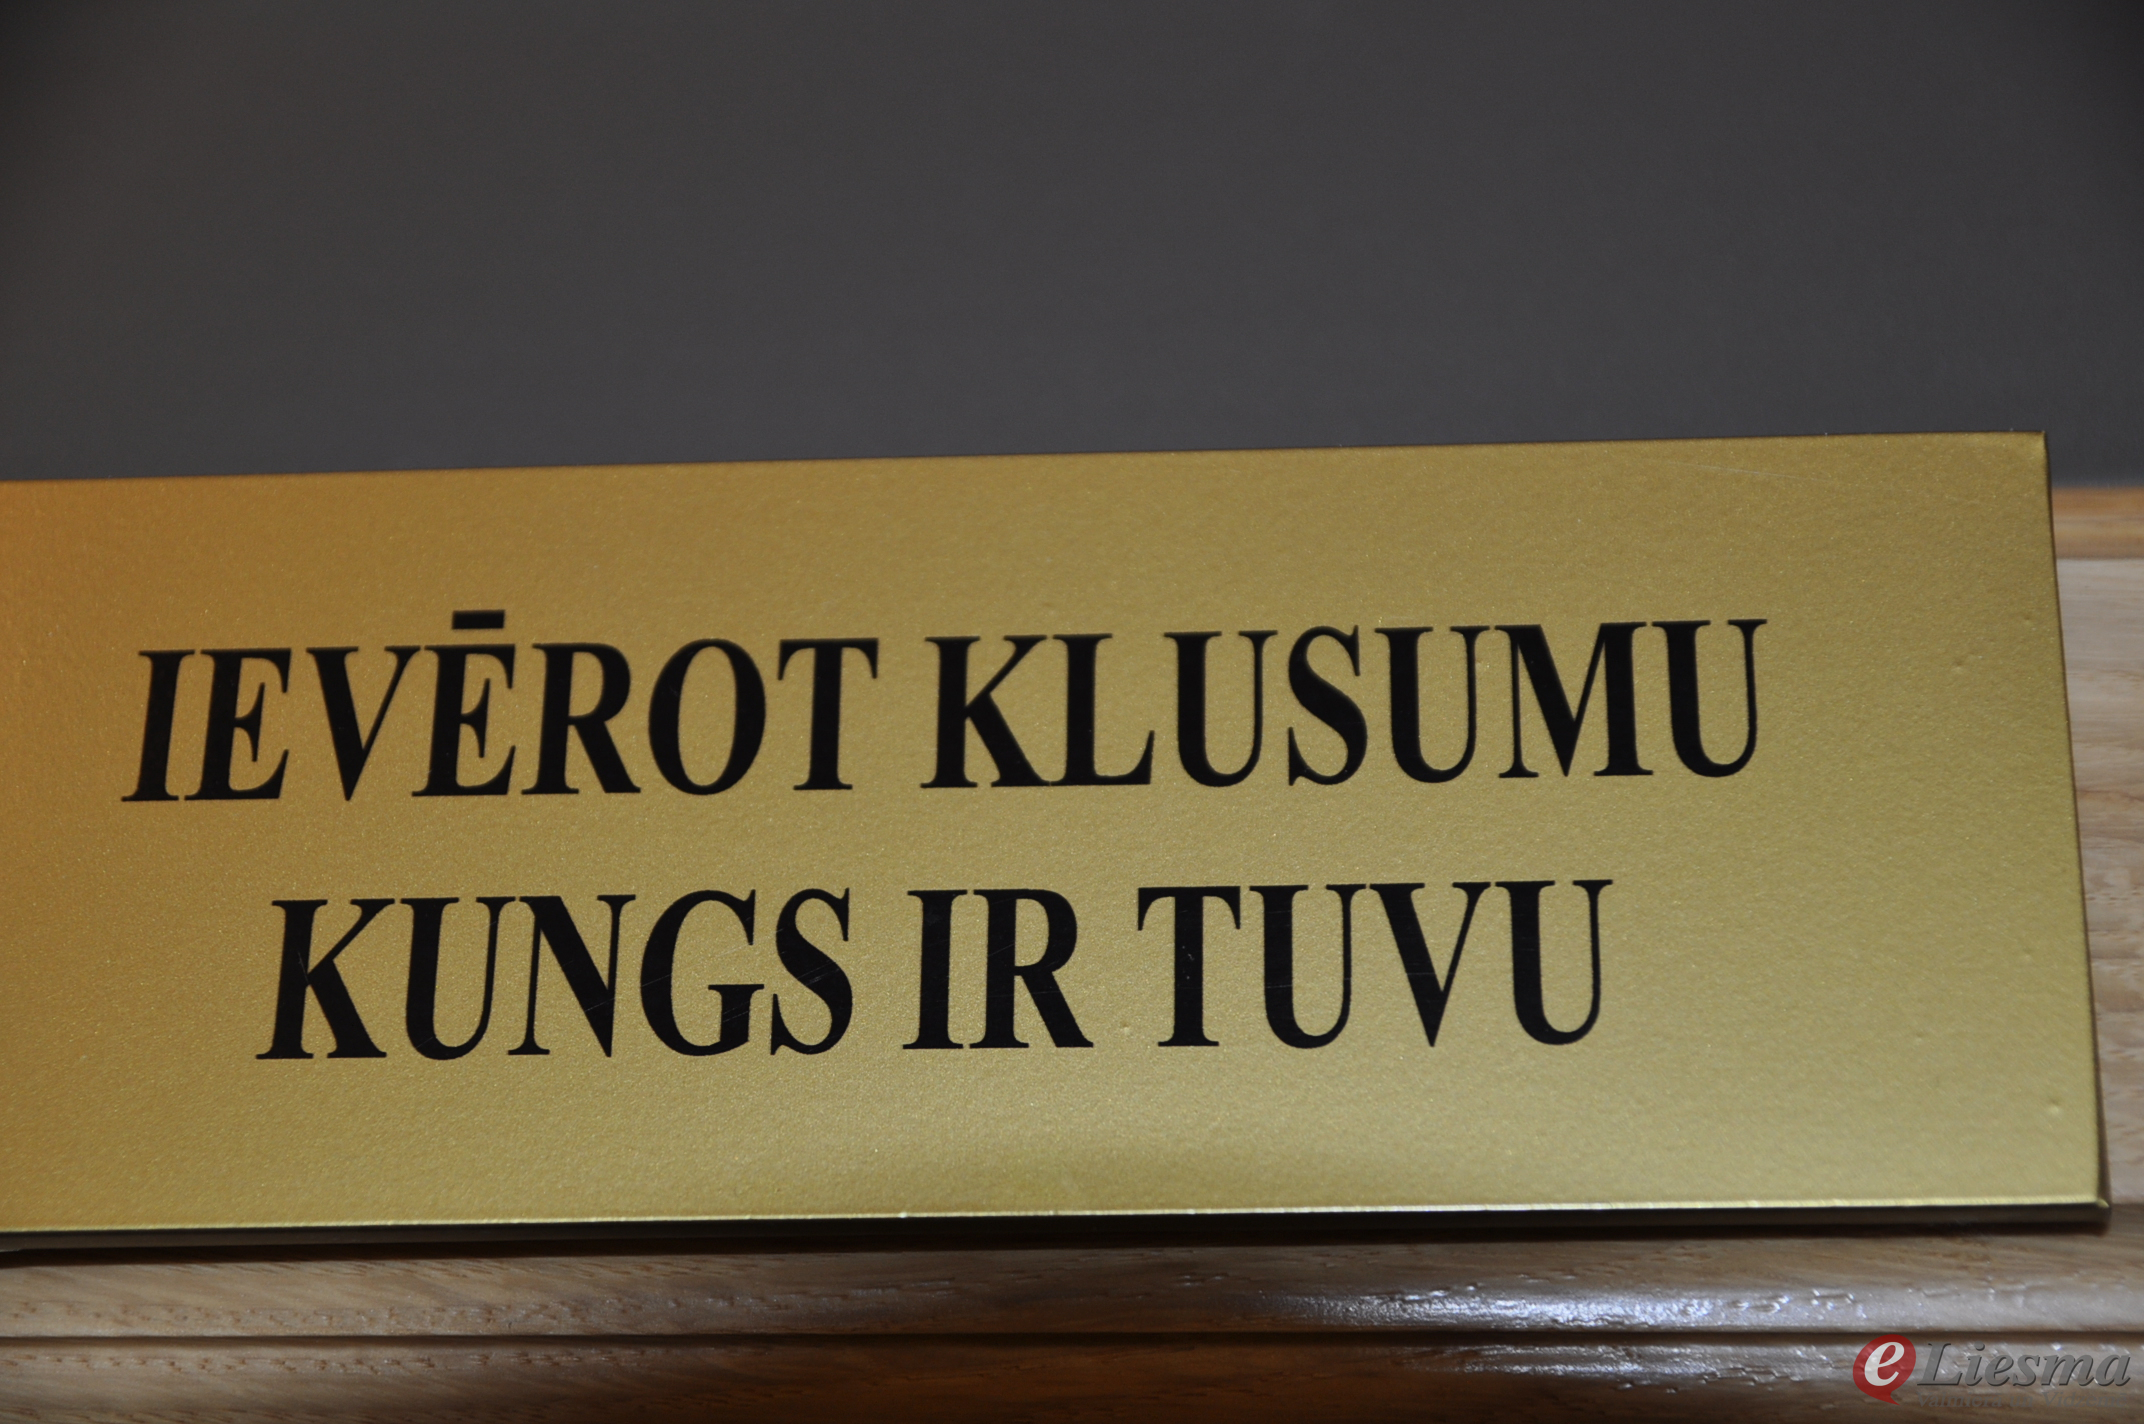 IEVĒROT KLUSUMU
KUNGS IR TUVU
eLiesma